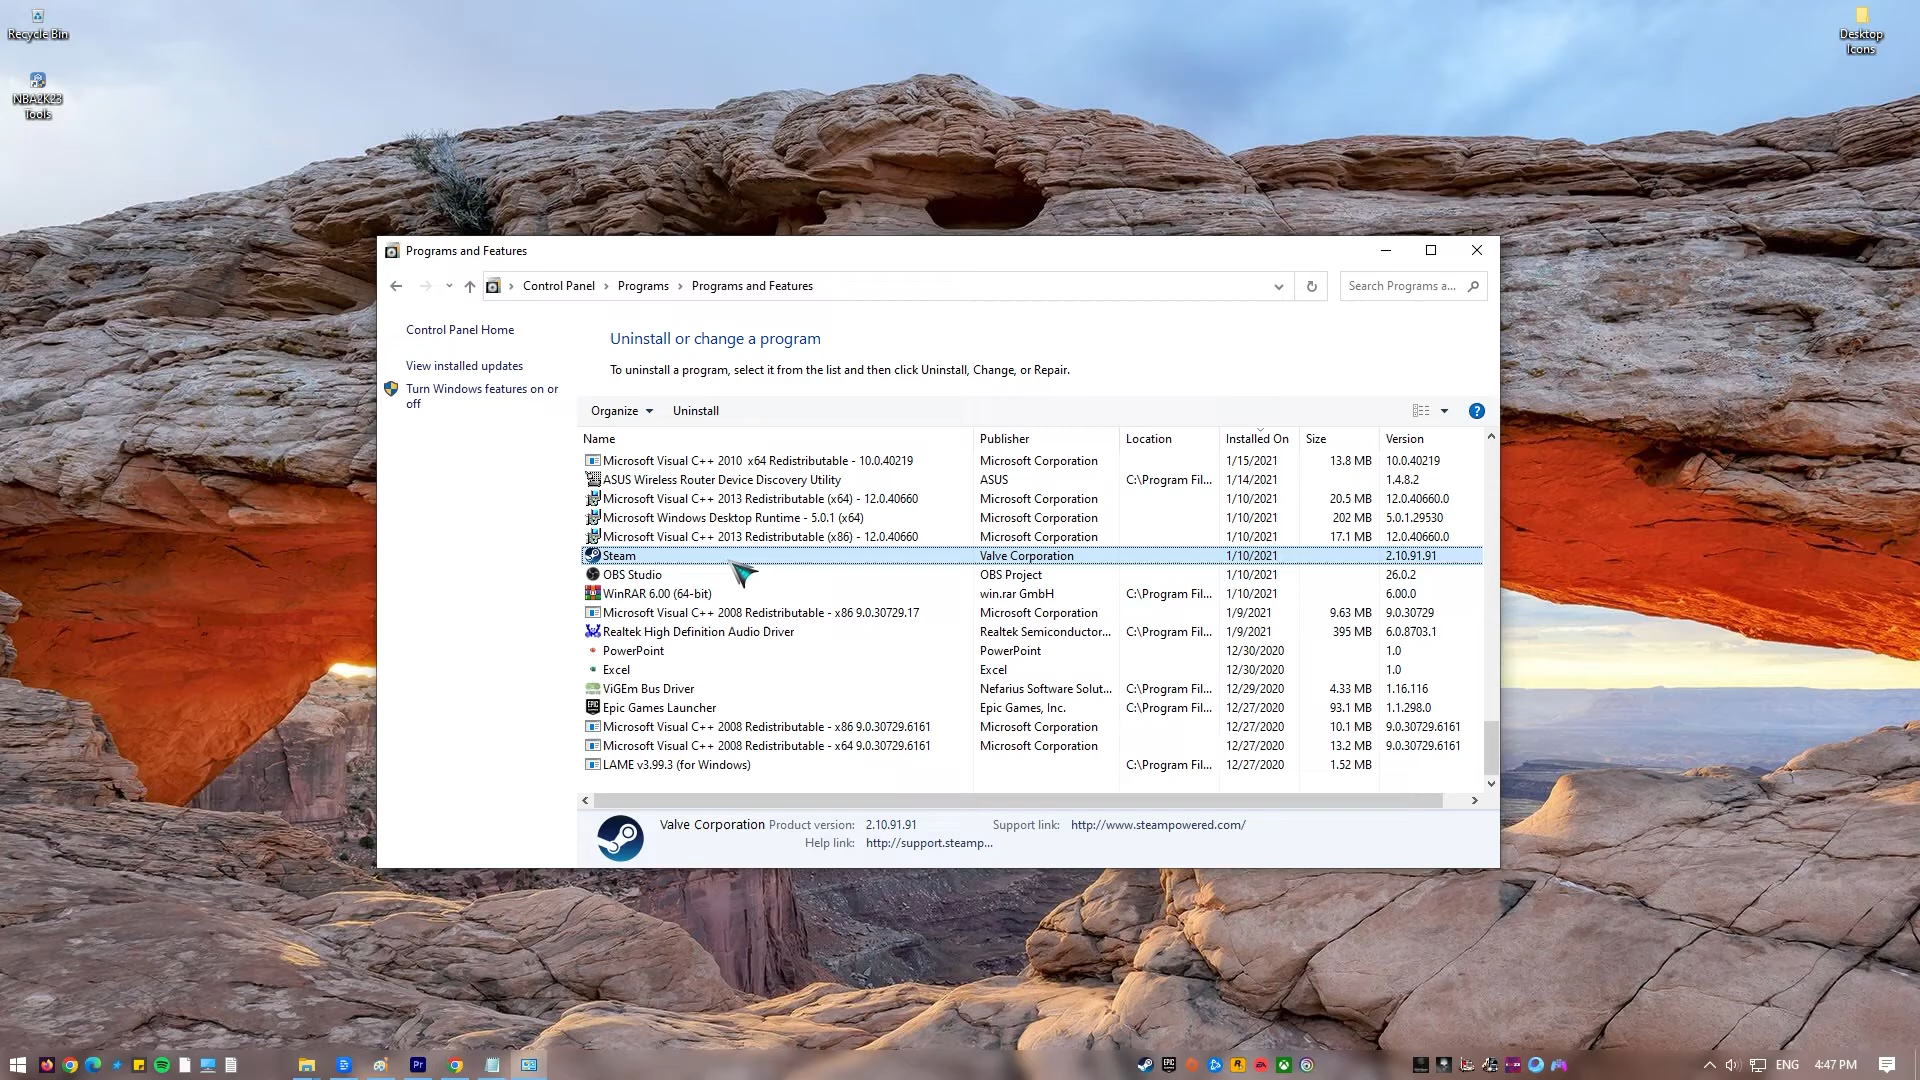 Recycle Bin
NBA2K23
Tools
Desktop
Icons
Programs and Features
Control Panel Programs Programs and Features
Search Programs a...
Control Panel Home
View installed updates
Turn Windows features on or
off
Uninstall or change a program
To uninstall a program, select it from the list and then click Uninstall, Change, or Repair.
Organize Uninstall
Name Publisher Location Installed On Size Version
Microsoft Visual C++ 2010 x64 Redistributable - 10.0.40219 Microsoft Corporation 1/15/2021 13.8 MB 10.0.40219
ASUS Wireless Router Device Discovery Utility ASUS C:\Program Fil... 1/14/2021 1.4.8.2
Microsoft Visual C++ 2013 Redistributable (x64) - 12.0.40660 Microsoft Corporation 1/10/2021 20.5 MB 12.0.40660.0
Microsoft Windows Desktop Runtime - 5.0.1 (x64) Microsoft Corporation 1/10/2021 202 MB 5.0.1.29530
Microsoft Visual C++ 2013 Redistributable (x86) - 12.0.40660 Microsoft Corporation 1/10/2021 17.1 MB 12.0.40660.0
Steam Valve Corporation 1/10/2021 2.10.91.91
OBS Studio OBS Project 1/10/2021 26.0.2
WinRAR 6.00 (64-bit) win.rar GmbH C:\Program Fil... 1/10/2021 6.00.0
Microsoft Visual C++ 2008 Redistributable - x86 9.0.30729.17 Microsoft Corporation 1/9/2021 9.63 MB 9.0.30729
Realtek High Definition Audio Driver Realtek Semiconductor... C:\Program Fil... 1/9/2021 395 MB 6.0.8703.1
PowerPoint PowerPoint 12/30/2020 1.0
Excel Excel 12/30/2020 1.0
ViGEm Bus Driver Nefarius Software Solut... C:\Program Fil... 12/29/2020 4.33 MB 1.16.116
Epic Games Launcher Epic Games, Inc. C:\Program Fil... 12/27/2020 93.1 MB 1.1.298.0
Microsoft Visual C++ 2008 Redistributable - x86 9.0.30729.6161 Microsoft Corporation 12/27/2020 10.1 MB 9.0.30729.6161
Microsoft Visual C++ 2008 Redistributable - x64 9.0.30729.6161 Microsoft Corporation 12/27/2020 13.2 MB 9.0.30729.6161
LAME v3.99.3 (for Windows) C:\Program Fil... 12/27/2020 1.52 MB
Valve Corporation Product version: 2.10.91.91 Support link: http://www.steampowered.com/
Help link: http://support.steamp...
Pr
EPIC
EA
ENG 4:47 PM